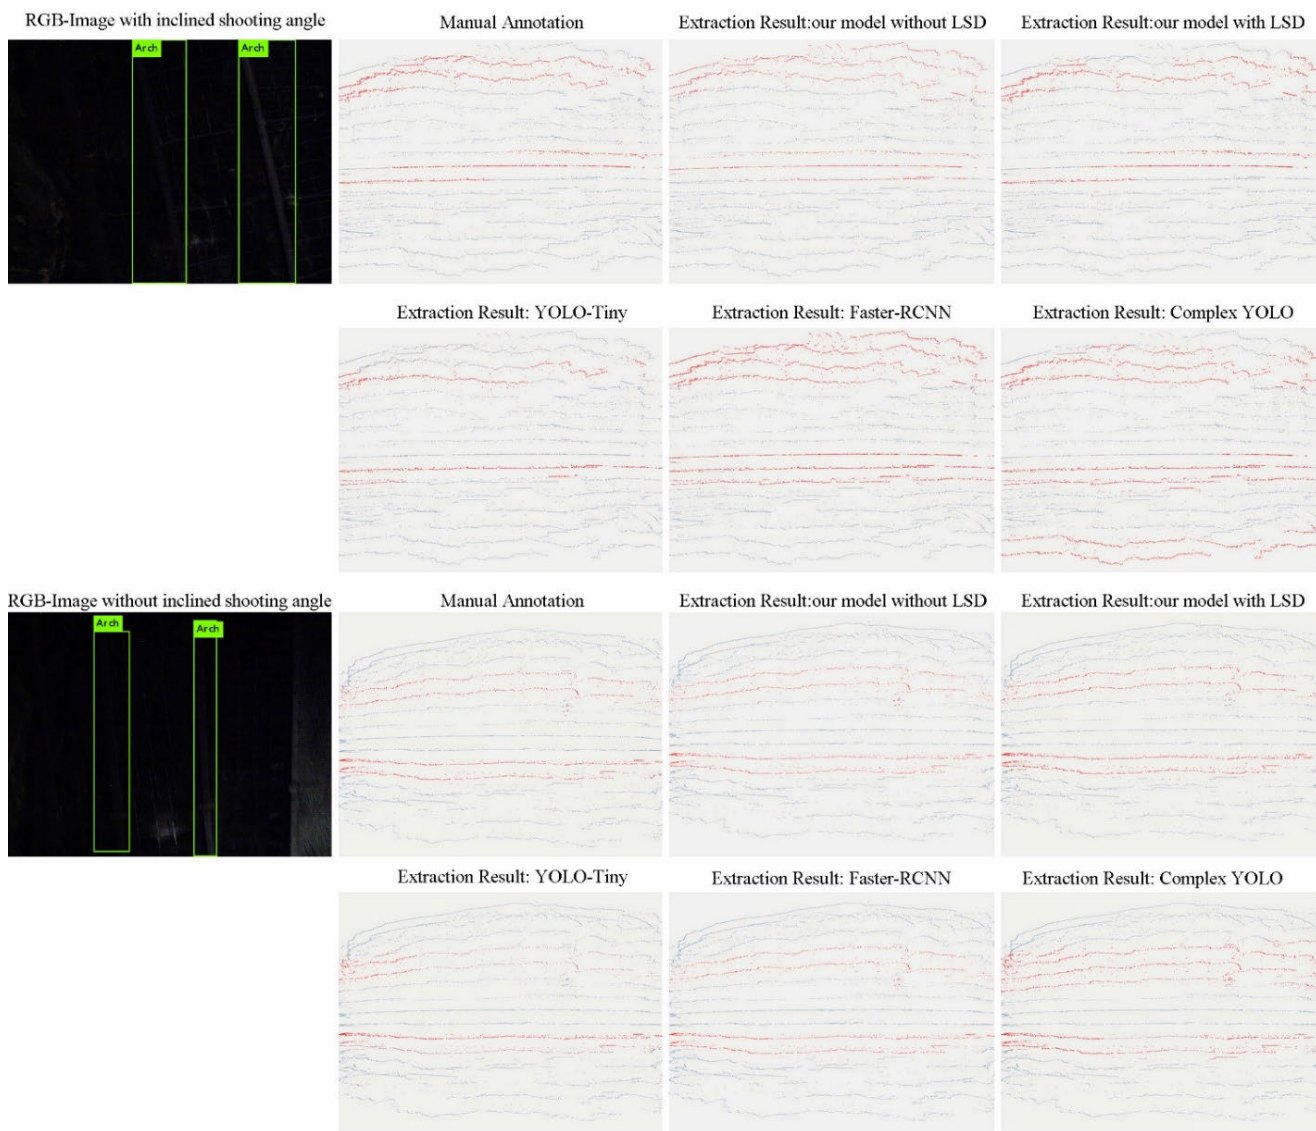 RGB-Image with inclined shooting angle
Manual Annotation
Extraction Result:our model without LSD
Extraction Result:our model with LSD
Arch
Arch
Extraction Result: YOLO-Tiny
Extraction Result: Faster-RCNN
Extraction Result: Complex YOLO
RGB-Image without inclined shooting angle
Manual Annotation
Extraction Result:our model without LSD
Extraction Result:our model with LSD
Arch
Arch
Extraction Result: YOLO-Tiny
Extraction Result: Faster-RCNN
Extraction Result: Complex YOLO